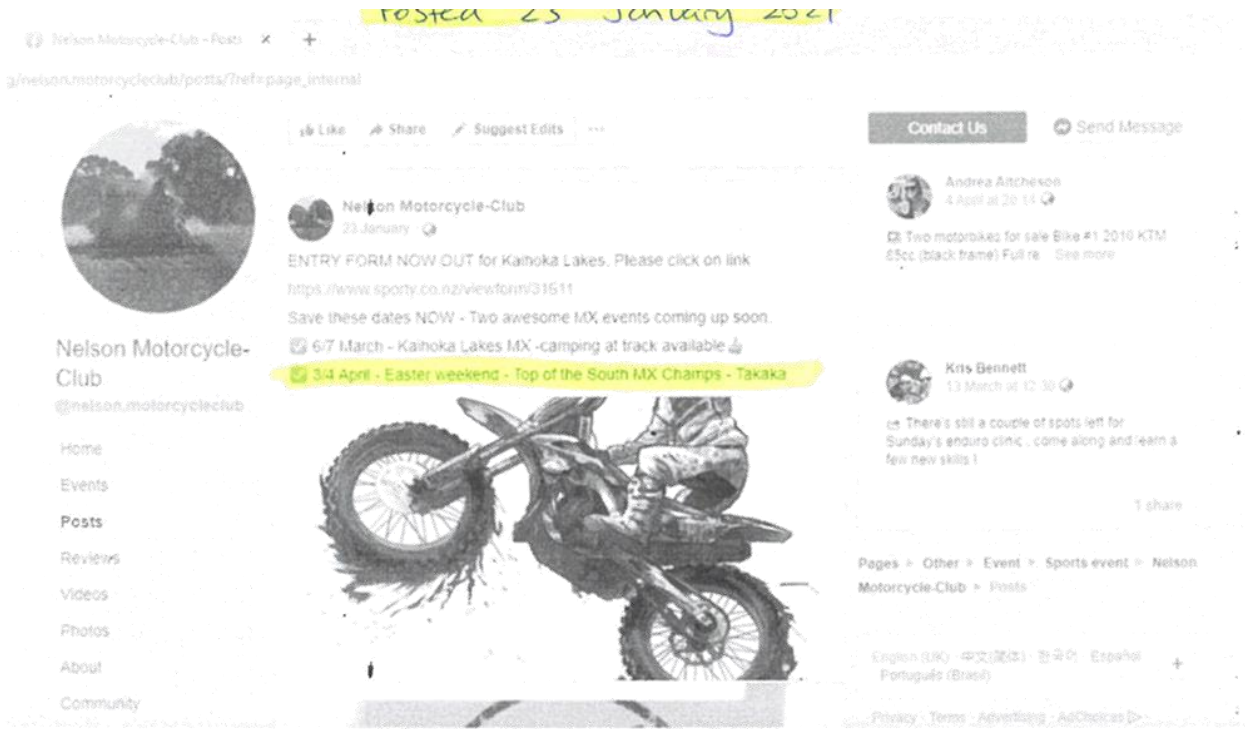 Posted 23 January 2021
Nelson Motorcycle-Club - Posts
g/nelson.motorcycleclub/posts/?ref=page_internal
Like Share Suggest Edits ...
Nelson Motorcycle-Club
23 January
ENTRY FORM NOW OUT for Kaihoka Lakes. Please click on link
https://www.sporty.co.nz/viewform/31611
Save these dates NOW - Two awesome MX events coming up soon.
6/7 March - Kaihoka Lakes MX -camping at track available
3/4 April - Easter weekend - Top of the South MX Champs - Takaka
Nelson Motorcycle-
Club
@nelson.motorcycleclub
Home
Events
Posts
Reviews
Videos
Photos
About
Community
Contact Us
Send Message
Andrea Aitcheson
4 April at 20:14
Two motorbikes for sale Bike #1 2016 KTM
85cc (black frame) Full re... See more
Kris Bennett
13 March at 12:30
There's still a couple of spots left for
Sunday's enduro clinic , come along and learn a
few new skills !
1 share
Pages > Other > Event > Sports event > Nelson
Motorcycle-Club > Posts
English (UK) · 中文(简体) · 한국어 · Español ·
Português (Brasil)
Privacy · Terms · Advertising · AdChoices